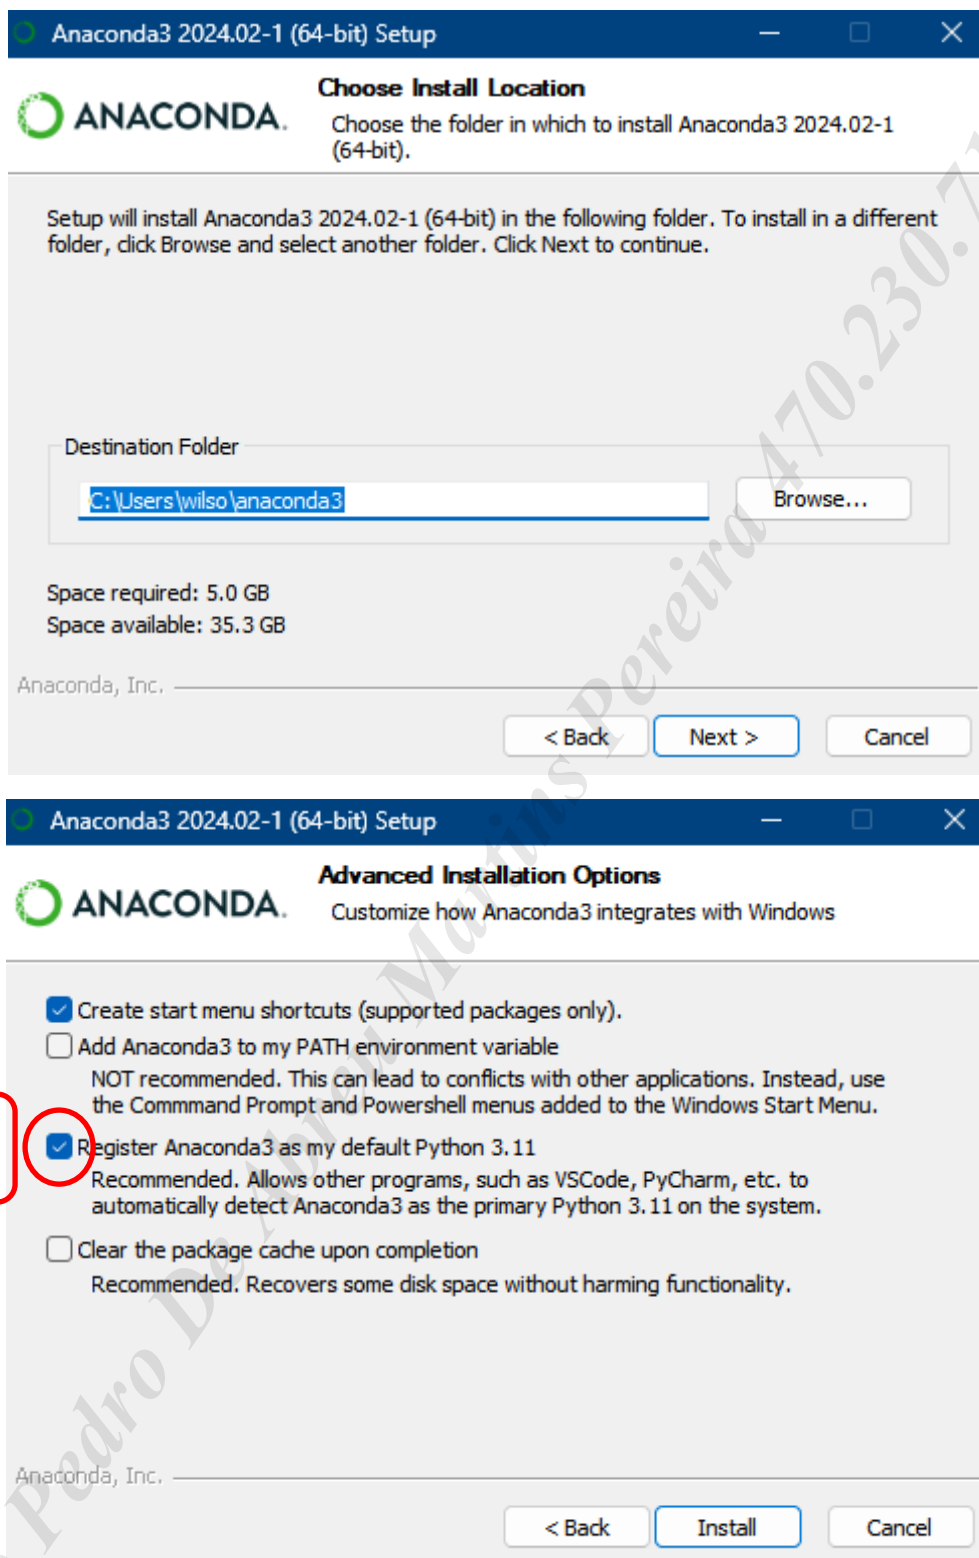 Anaconda3 2024.02-1 (64-bit) Setup
ANACONDA.
Choose Install Location
Choose the folder in which to install Anaconda3 2024.02-1
(64-bit).
Setup will install Anaconda3 2024.02-1 (64-bit) in the following folder. To install in a different
folder, click Browse and select another folder. Click Next to continue.
Destination Folder
C:\Users\wilso\anaconda3
Browse...
Space required: 5.0 GB
Space available: 35.3 GB
Anaconda, Inc.
< Back
Next >
Cancel
Anaconda3 2024.02-1 (64-bit) Setup
ANACONDA.
Advanced Installation Options
Customize how Anaconda3 integrates with Windows
Create start menu shortcuts (supported packages only).
Add Anaconda3 to my PATH environment variable
NOT recommended. This can lead to conflicts with other applications. Instead, use
the Commmand Prompt and Powershell menus added to the Windows Start Menu.
Register Anaconda3 as my default Python 3.11
Recommended. Allows other programs, such as VSCode, PyCharm, etc. to
automatically detect Anaconda3 as the primary Python 3.11 on the system.
Clear the package cache upon completion
Recommended. Recovers some disk space without harming functionality.
Anaconda, Inc.
< Back
Install
Cancel
Pedro De Abreu Martins Pereira 470.230.7